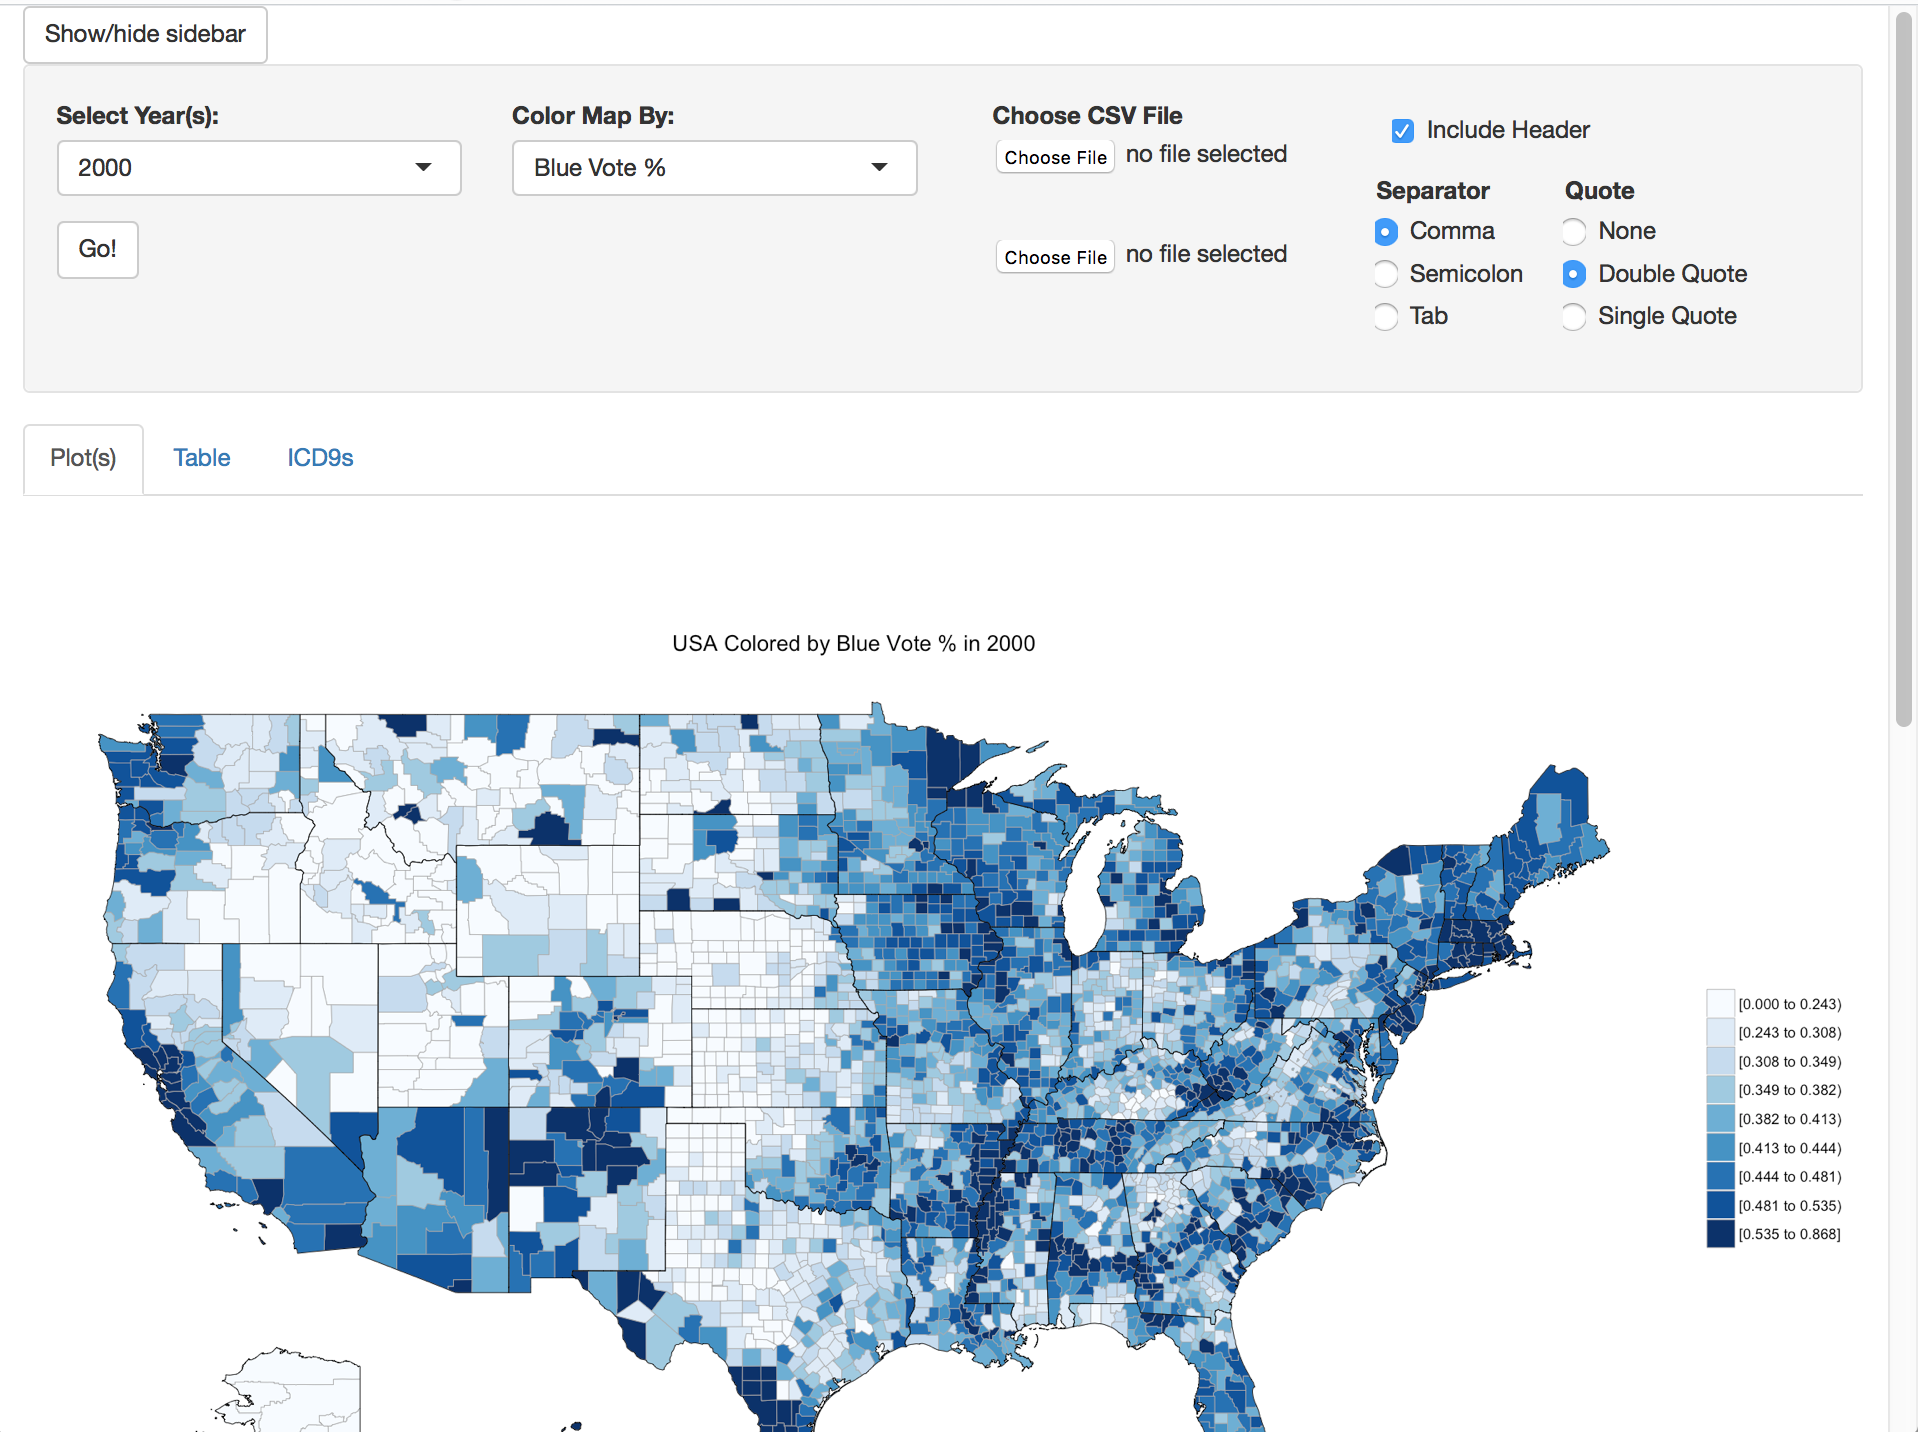 Show/hide sidebar
Select Year(s):
2000
Go!
Color Map By:
Blue Vote %
Choose CSV File
Choose File no file selected
Choose File no file selected
Include Header
Separator
Comma
Semicolon
Tab
Quote
None
Double Quote
Single Quote
Plot(s) Table ICD9s
USA Colored by Blue Vote % in 2000
[0.000 to 0.243)
[0.243 to 0.308)
[0.308 to 0.349)
[0.349 to 0.382)
[0.382 to 0.413)
[0.413 to 0.444)
[0.444 to 0.481)
[0.481 to 0.535)
[0.535 to 0.868]